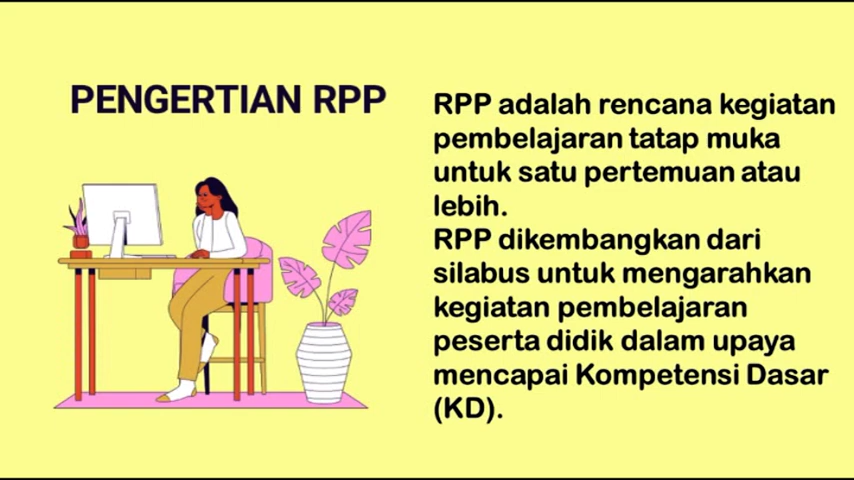 PENGERTIAN RPP
RPP adalah rencana kegiatan
pembelajaran tatap muka
untuk satu pertemuan atau
lebih.
RPP dikembangkan dari
silabus untuk mengarahkan
kegiatan pembelajaran
peserta didik dalam upaya
mencapai Kompetensi Dasar
(KD).